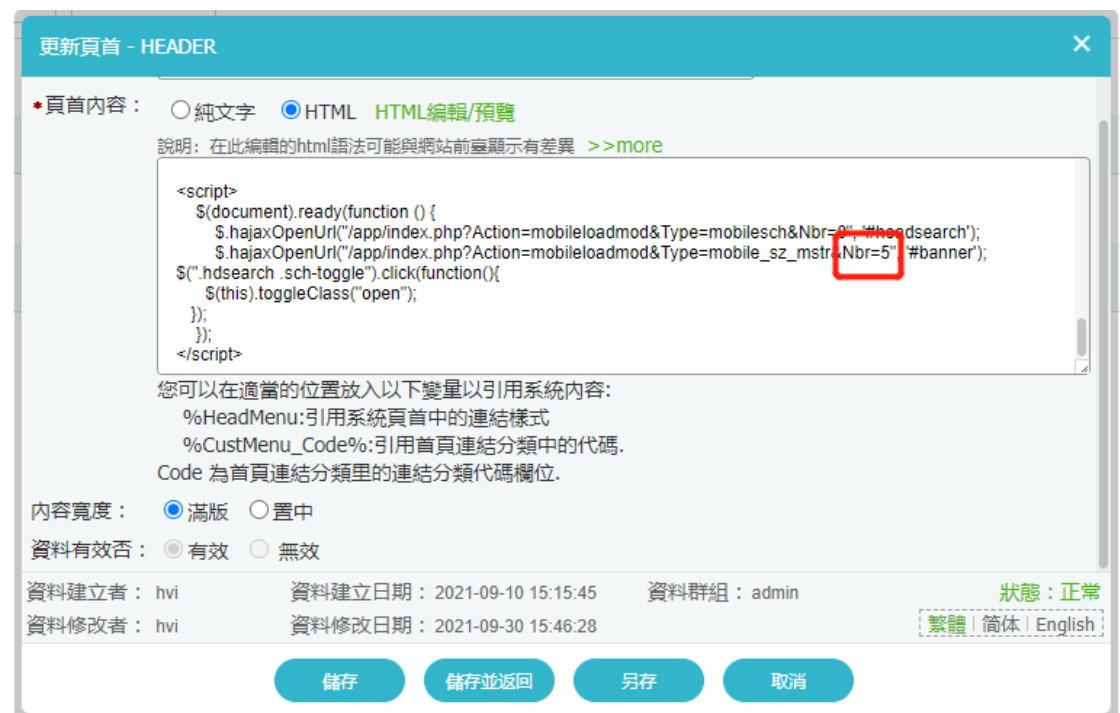 更新頁首 - HEADER ×
*頁首內容： 純文字 HTML HTML編輯/預覽
說明：在此編輯的html語法可能與網站前臺顯示有差異 >>more
<script>
$(document).ready(function () {
$.hajaxOpenUrl("/app/index.php?Action=mobileloadmod&Type=mobilesch&Nbr=0", '#headsearch');
$.hajaxOpenUrl("/app/index.php?Action=mobileloadmod&Type=mobile_sz_mstr&Nbr=5", '#banner');
$(".hdsearch .sch-toggle").click(function(){
$(this).toggleClass("open");
});
});
</script>
您可以在適當的位置放入以下變量以引用系統內容:
%HeadMenu:引用系統頁首中的連結樣式
%CustMenu_Code%:引用首頁連結分類中的代碼.
Code 為首頁連結分類里的連結分類代碼欄位.
內容寬度： 滿版 置中
資料有效否： 有效 無效
資料建立者： hvi 資料建立日期： 2021-09-10 15:15:45 資料群組： admin 狀態：正常
資料修改者： hvi 資料修改日期： 2021-09-30 15:46:28 繁體 | 简体 | English
儲存 儲存並返回 另存 取消